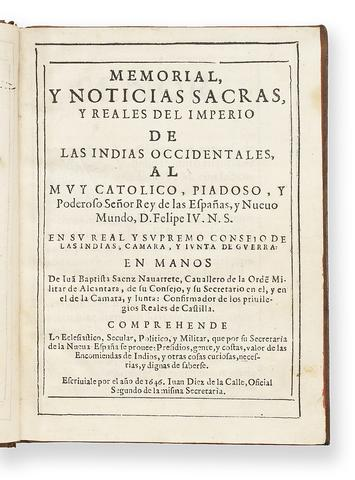 MEMORIAL,
Y NOTICIAS SACRAS,
Y REALES DEL IMPERIO
DE
LAS INDIAS OCCIDENTALES,
AL
MVY CATOLICO, PIADOSO, Y
Poderoso Señor Rey de las Españas, y Nueuo
Mundo, D. Felipe IV. N. S.
EN SV REAL Y SVPREMO CONSEJO DE
LAS INDIAS, CAMARA, Y IVNTA DE GVERRA:
EN MANOS
De Iuã Baptista Saenz Nauarrete, Cauallero de la Ordẽ Mi-
litar de Alcantara, de su Consejo, y su Secretario en el, y en
el de la Camara, y Iunta: Confirmador de los priuile-
gios Reales de Castilla.
COMPREHENDE
Lo Eclesiastico, Secular, Politico, y Militar, que por su Secretaria
de la Nueua-España se prouee: Presidios, gente, y costas, valor de las
Encomiendas de Indios, y otras cosas curiosas, neces-
rias, y dignas de saberse.
Escriuiale por el año de 1646. Iuan Diez de la Calle, Oficial
Segundo de la misma Secretaria.